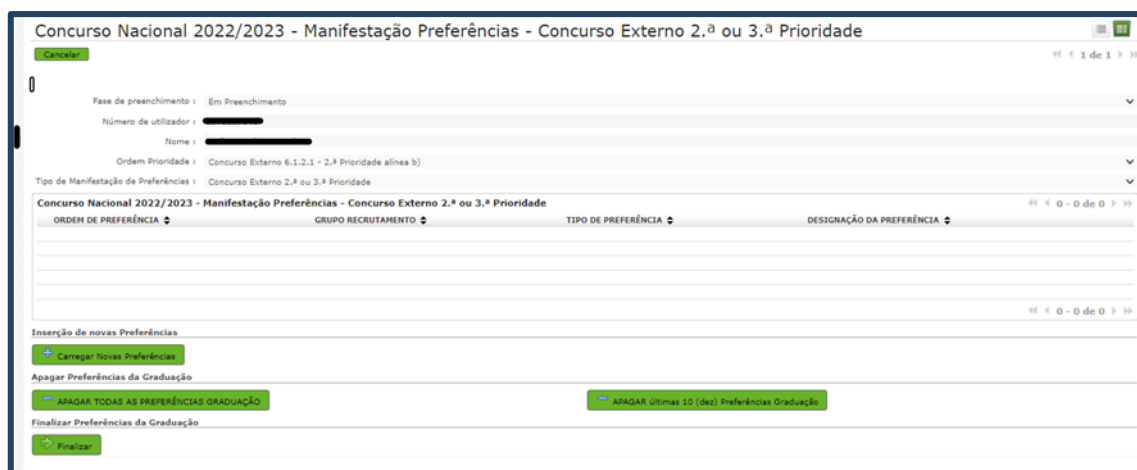 Concurso Nacional 2022/2023 - Manifestação Preferências - Concurso Externo 2.ª ou 3.ª Prioridade
Cancelar
1 de 1
Fase de preenchimento : Em Preenchimento
Número de utilizador :
Nome :
Ordem Prioridade : Concurso Externo 6.1.2.1 - 2.ª Prioridade alínea b)
Tipo de Manifestação de Preferências : Concurso Externo 2.ª ou 3.ª Prioridade
Concurso Nacional 2022/2023 - Manifestação Preferências - Concurso Externo 2.ª ou 3.ª Prioridade 0 - 0 de 0
ORDEM DE PREFERÊNCIA GRUPO RECRUTAMENTO TIPO DE PREFERÊNCIA DESIGNAÇÃO DA PREFERÊNCIA
0 - 0 de 0
Inserção de novas Preferências
Carregar Novas Preferências
Apagar Preferências da Graduação
APAGAR TODAS AS PREFERÊNCIAS GRADUAÇÃO APAGAR últimas 10 (dez) Preferências Graduação
Finalizar Preferências da Graduação
Finalizar